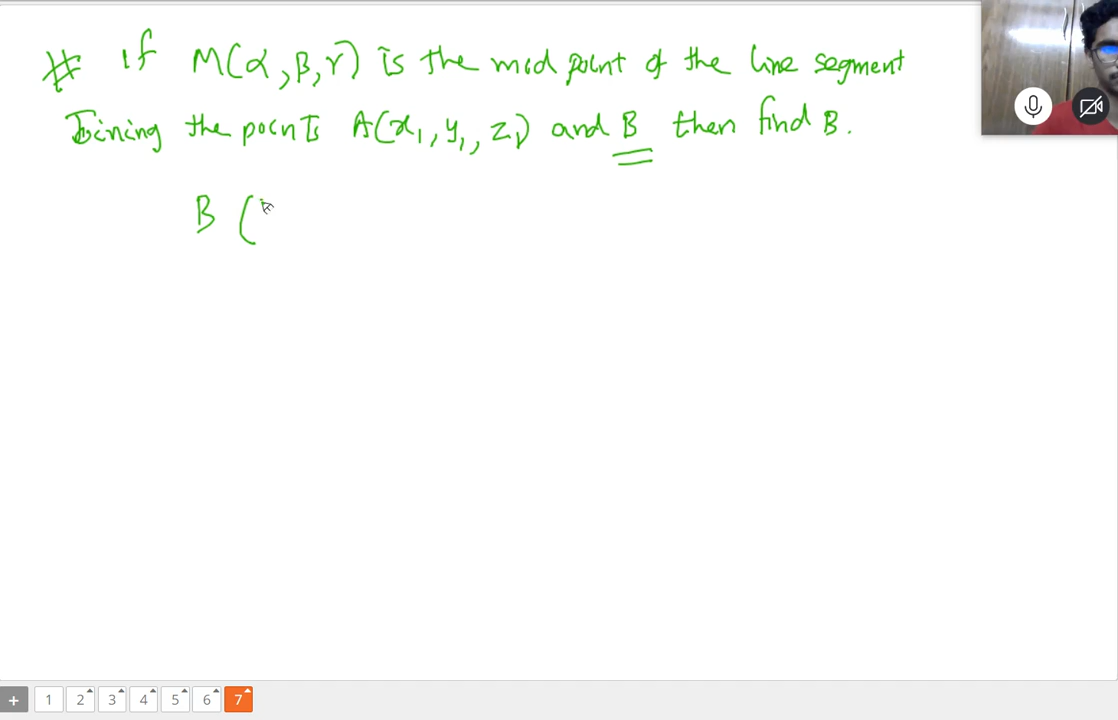 # if M(α, β, γ) is the mid point of the line segment
Joining the points A(x₁, y₁, z₁) and B then find B.
B (
+ 1 2 3 4 5 6 7